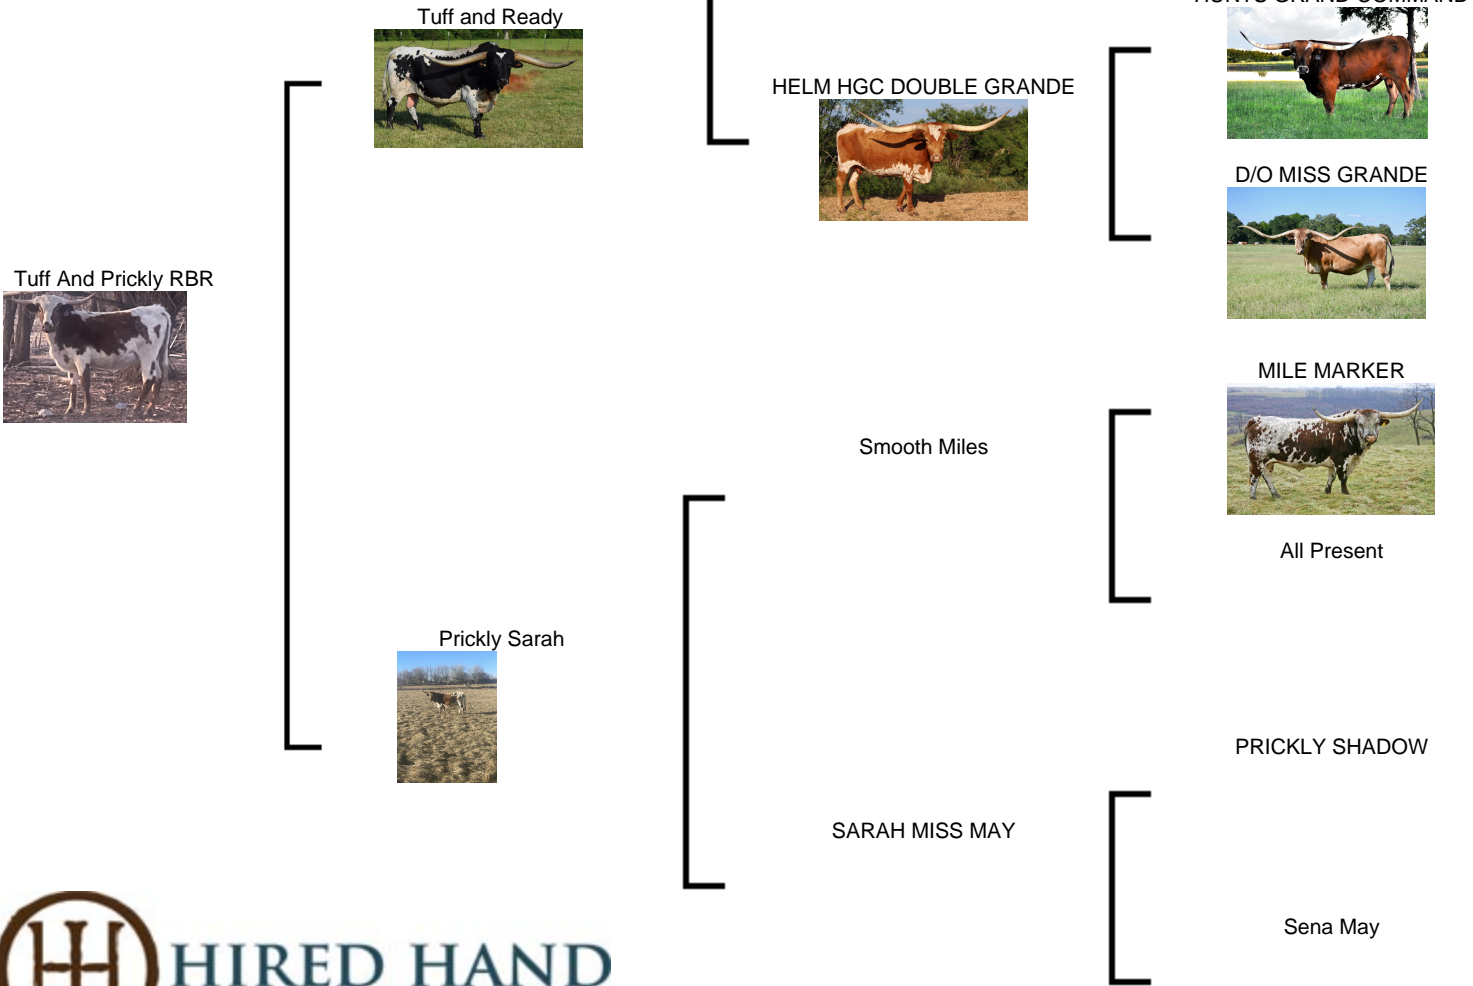 Tuff and Ready
HELM HGC DOUBLE GRANDE
D/O MISS GRANDE
Tuff And Prickly RBR
MILE MARKER
Smooth Miles
All Present
Prickly Sarah
PRICKLY SHADOW
SARAH MISS MAY
Sena May
HIRED HAND